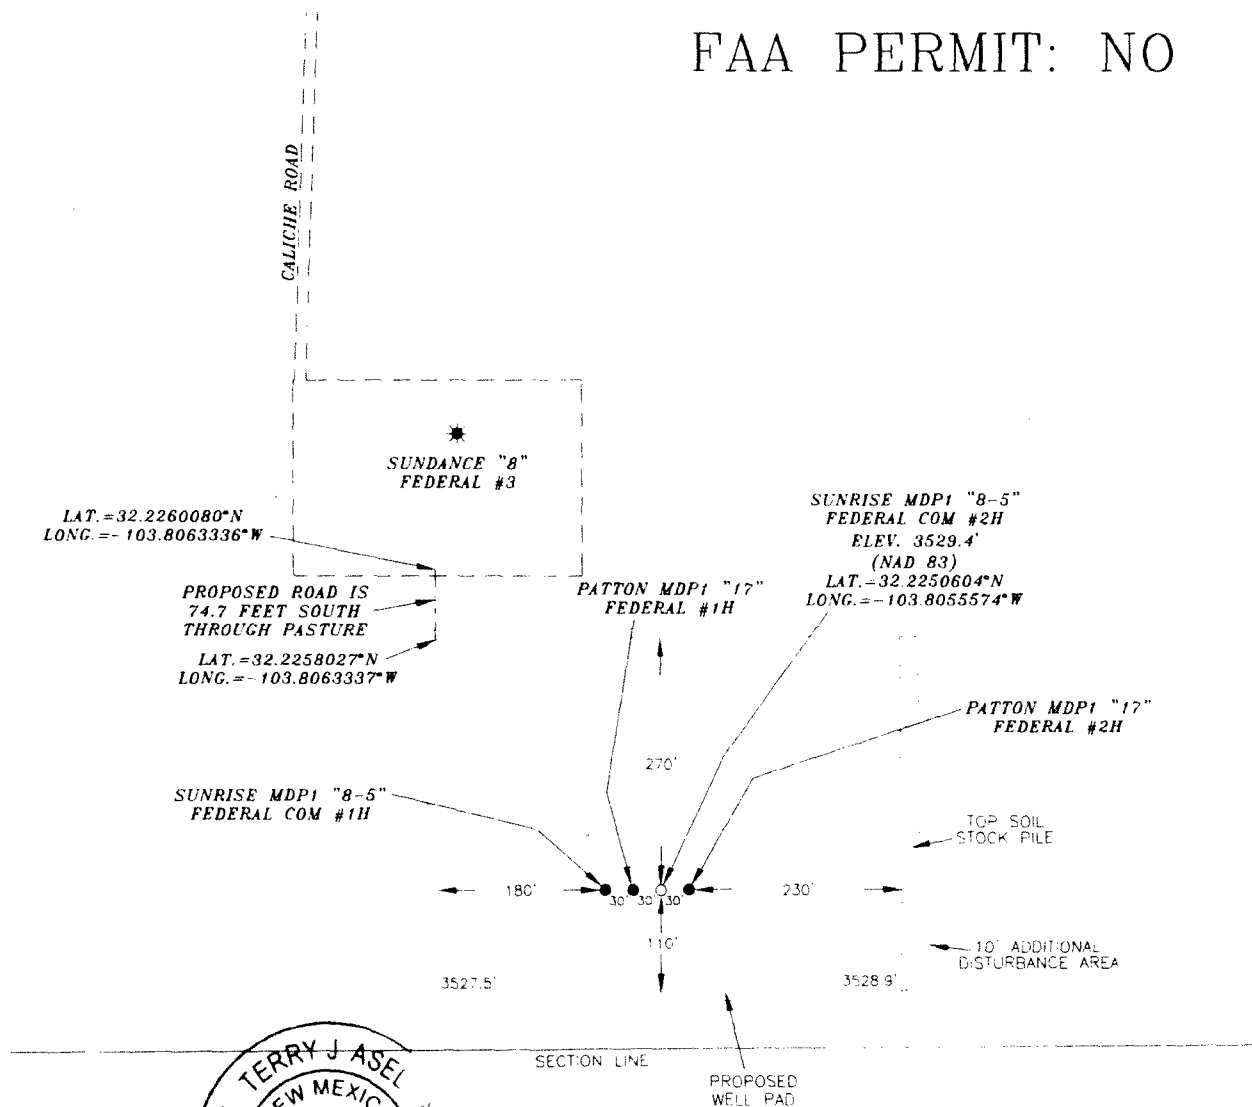 FAA PERMIT: NO
CALICHE ROAD
SUNDANCE "8"
FEDERAL #3
LAT.=32.2260080°N
LONG.=-103.8063336°W
PROPOSED ROAD IS
74.7 FEET SOUTH
THROUGH PASTURE
LAT.=32.2258027°N
LONG.=-103.8063337°W
PATTON MDP1 "17"
FEDERAL #1H
SUNRISE MDP1 "8-5"
FEDERAL COM #2H
ELEV. 3529.4'
(NAD 83)
LAT.=32.2250604°N
LONG.=-103.8055574°W
PATTON MDP1 "17"
FEDERAL #2H
270'
SUNRISE MDP1 "8-5"
FEDERAL COM #1H
TOP SOIL
STOCK PILE
180'
30'
30'
30'
230'
110'
10' ADDITIONAL
DISTURBANCE AREA
3527.5'
3528.9'
SECTION LINE
PROPOSED
WELL PAD
TERRY J ASEL
NEW MEXIC